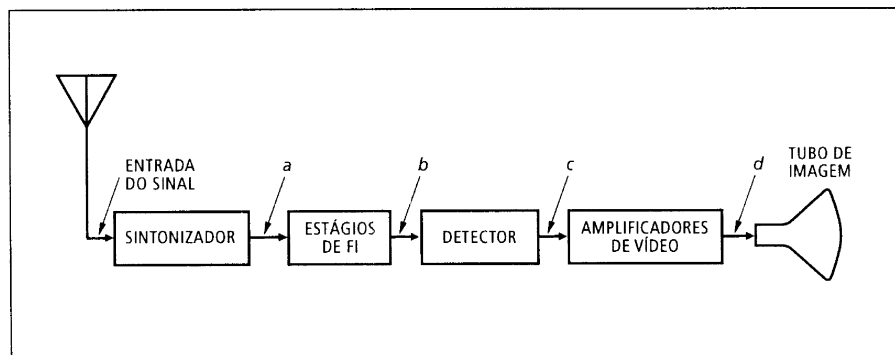 ENTRADA
DO SINAL
a
b
c
d
TUBO DE
IMAGEM
SINTONIZADOR
ESTÁGIOS
DE FI
DETECTOR
AMPLIFICADORES
DE VÍDEO